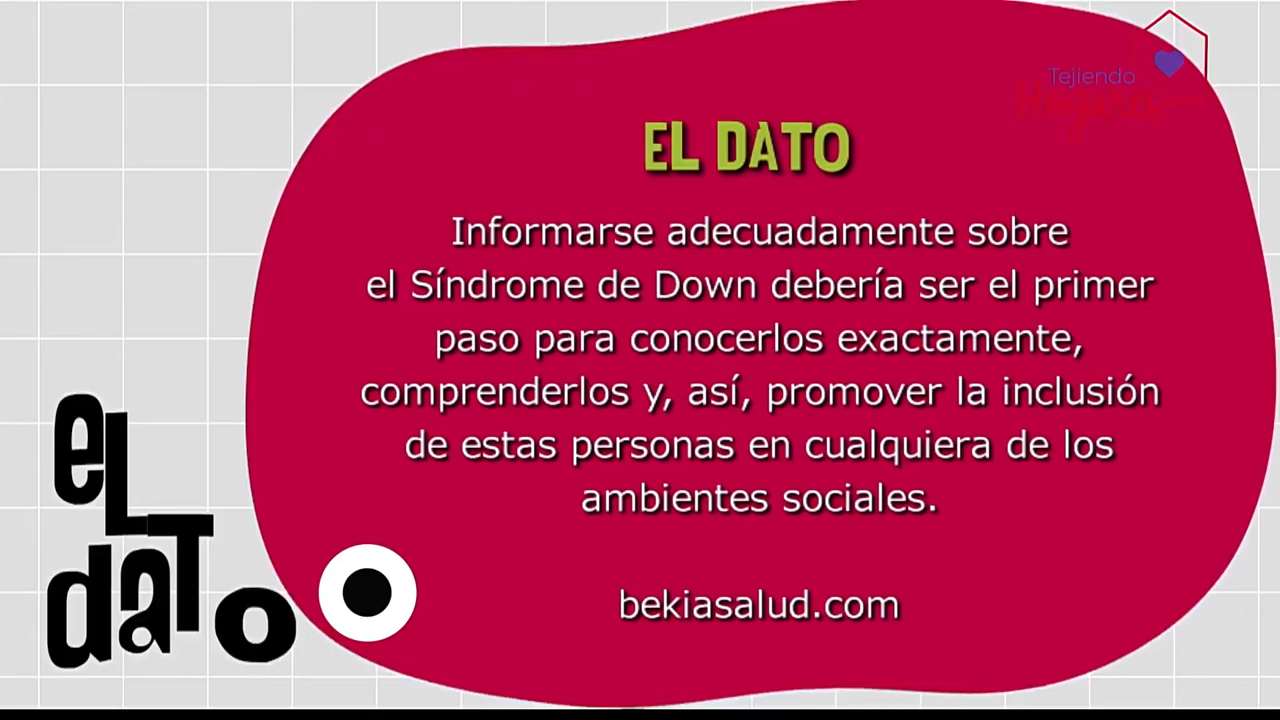 Tejiendo
Hogares
EL DATO
Informarse adecuadamente sobre
el Síndrome de Down debería ser el primer
paso para conocerlos exactamente,
comprenderlos y, así, promover la inclusión
de estas personas en cualquiera de los
ambientes sociales.
bekiasalud.com
eL
daTo